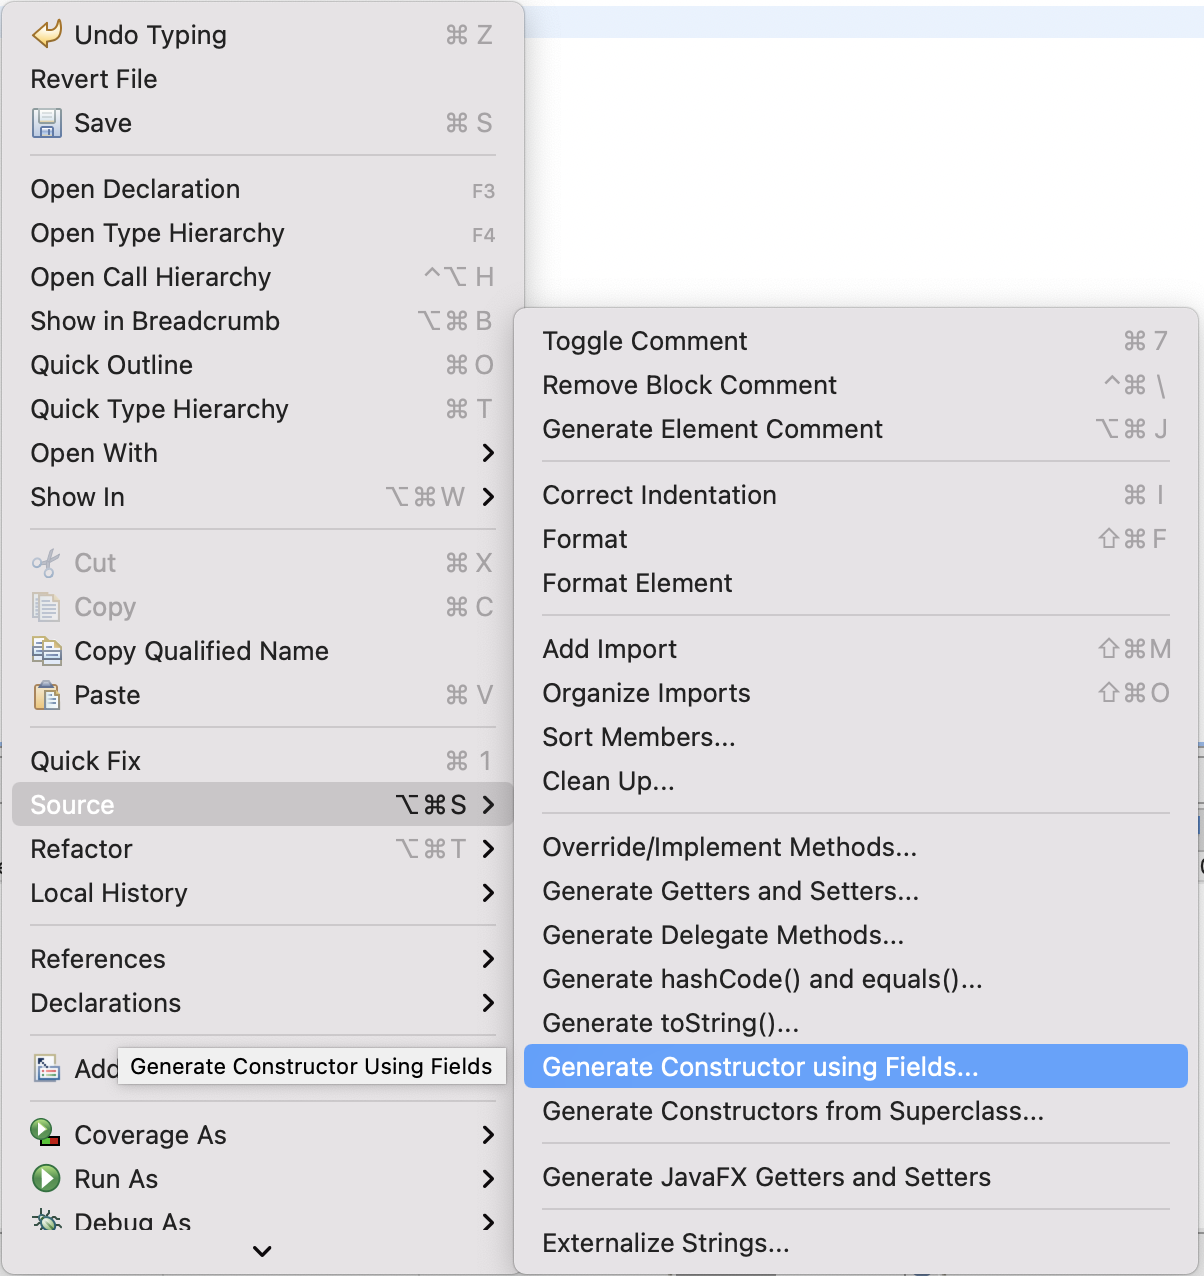 Undo Typing ⌘ Z
Revert File
Save ⌘ S
Open Declaration F3
Open Type Hierarchy F4
Open Call Hierarchy ^⌥ H
Show in Breadcrumb ⌥⌘ B
Quick Outline ⌘ O
Quick Type Hierarchy ⌘ T
Open With
Show In ⌥⌘ W
Cut ⌘ X
Copy ⌘ C
Copy Qualified Name
Paste ⌘ V
Quick Fix ⌘ 1
Source ⌥⌘ S
Refactor ⌥⌘ T
Local History
References
Declarations
Add
Generate Constructor Using Fields
Coverage As
Run As
Debug As
Toggle Comment ⌘ 7
Remove Block Comment ^⌘ \
Generate Element Comment ⌥⌘ J
Correct Indentation ⌘ I
Format ⇧⌘ F
Format Element
Add Import ⇧⌘ M
Organize Imports ⇧⌘ O
Sort Members...
Clean Up...
Override/Implement Methods...
Generate Getters and Setters...
Generate Delegate Methods...
Generate hashCode() and equals()...
Generate toString()...
Generate Constructor using Fields...
Generate Constructors from Superclass...
Generate JavaFX Getters and Setters
Externalize Strings...